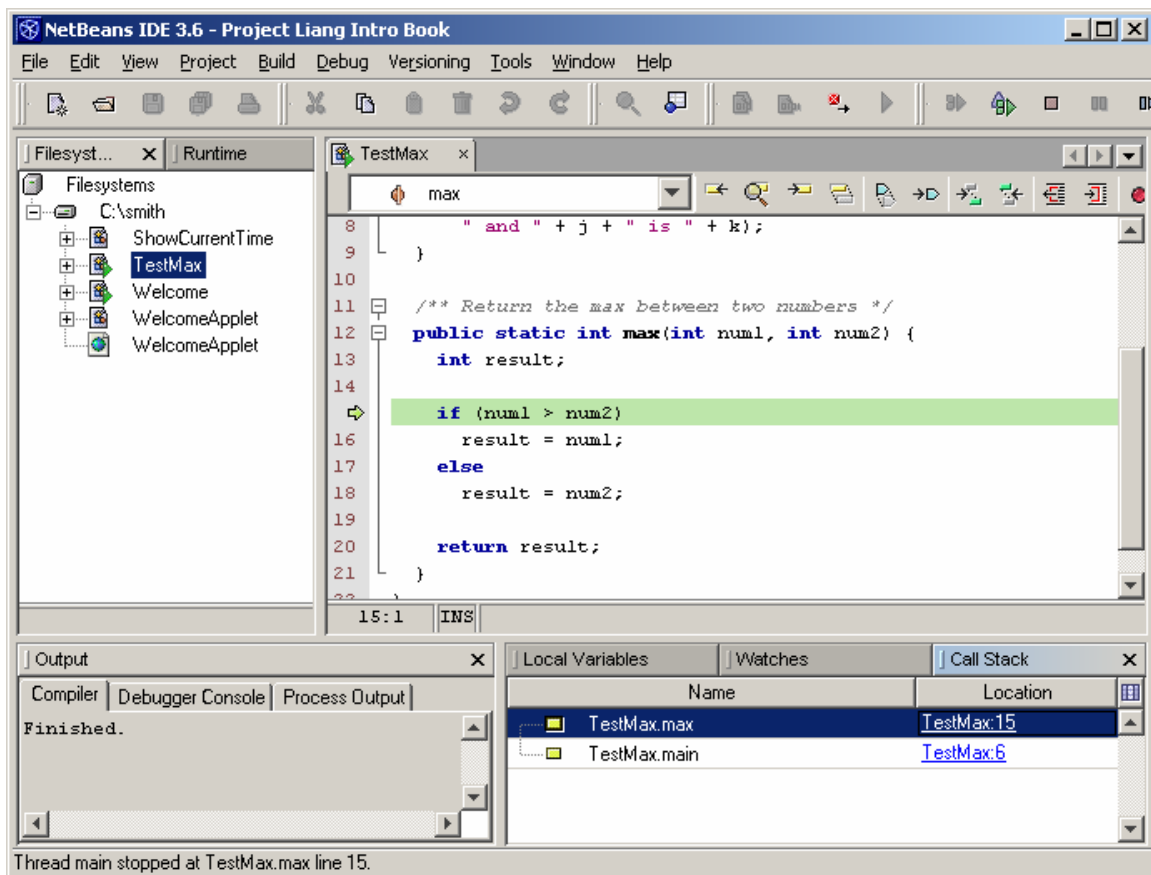 NetBeans IDE 3.6 - Project Liang Intro Book
File Edit View Project Build Debug Versioning Tools Window Help
Filesyst... Runtime
Filesystems
C:\smith
ShowCurrentTime
TestMax
Welcome
WelcomeApplet
WelcomeApplet
TestMax
max
8 " and " + j + " is " + k);
9 }
10
11 /** Return the max between two numbers */
12 public static int max(int num1, int num2) {
13 int result;
14
if (num1 > num2)
16 result = num1;
17 else
18 result = num2;
19
20 return result;
21 }
15:1 INS
Output
Compiler Debugger Console Process Output
Finished.
Local Variables Watches Call Stack
Name Location
TestMax.max TestMax:15
TestMax.main TestMax:6
Thread main stopped at TestMax.max line 15.